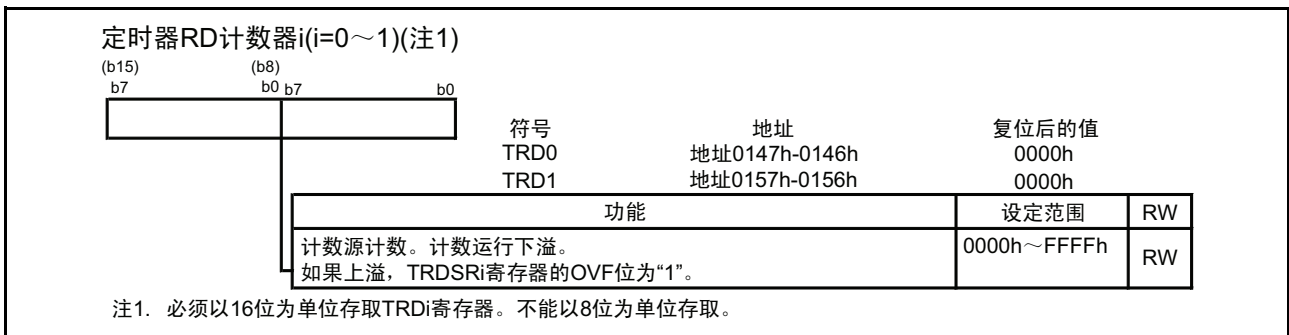 定时器RD计数器i(i=0～1)(注1)
(b15) (b8)
b7 b0 b7 b0
符号 地址 复位后的值
TRD0 地址0147h-0146h 0000h
TRD1 地址0157h-0156h 0000h
功能 设定范围 RW
计数源计数。计数运行下溢。 0000h～FFFFh RW
如果上溢，TRDSRi寄存器的OVF位为“1”。
注1. 必须以16位为单位存取TRDi寄存器。不能以8位为单位存取。